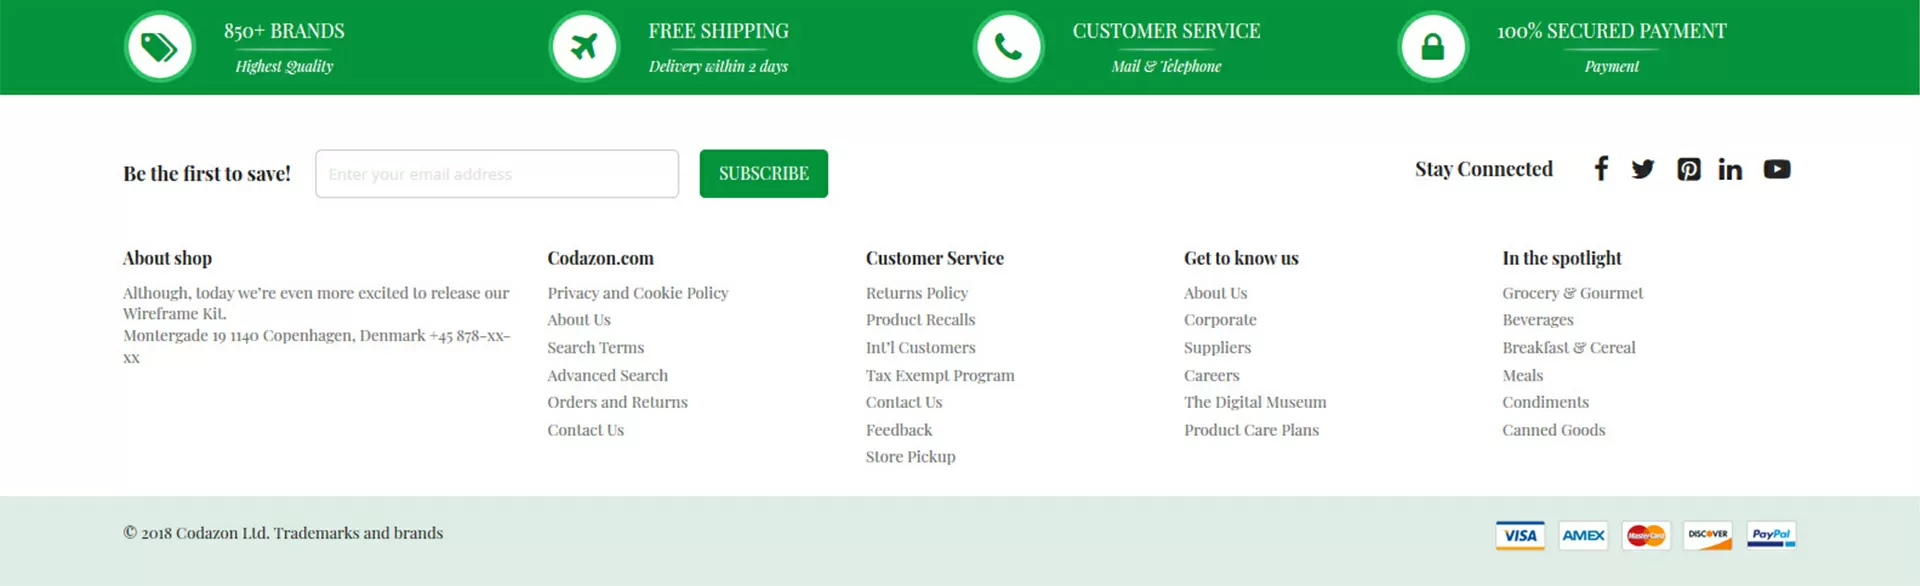 850+ BRANDS
Highest Quality
FREE SHIPPING
Delivery within 2 days
CUSTOMER SERVICE
Mail & Telephone
100% SECURED PAYMENT
Payment
Be the first to save!
Enter your email address
SUBSCRIBE
Stay Connected
About shop
Although, today we're even more excited to release our
Wireframe Kit.
Montergade 19 1140 Copenhagen, Denmark +45 878-xx-
xx
Codazon.com
Privacy and Cookie Policy
About Us
Search Terms
Advanced Search
Orders and Returns
Contact Us
Customer Service
Returns Policy
Product Recalls
Int'l Customers
Tax Exempt Program
Contact Us
Feedback
Store Pickup
Get to know us
About Us
Corporate
Suppliers
Careers
The Digital Museum
Product Care Plans
In the spotlight
Grocery & Gourmet
Beverages
Breakfast & Cereal
Meals
Condiments
Canned Goods
© 2018 Codazon Ltd. Trademarks and brands
VISA
AMEX
MasterCard
DISCOVER
PayPal